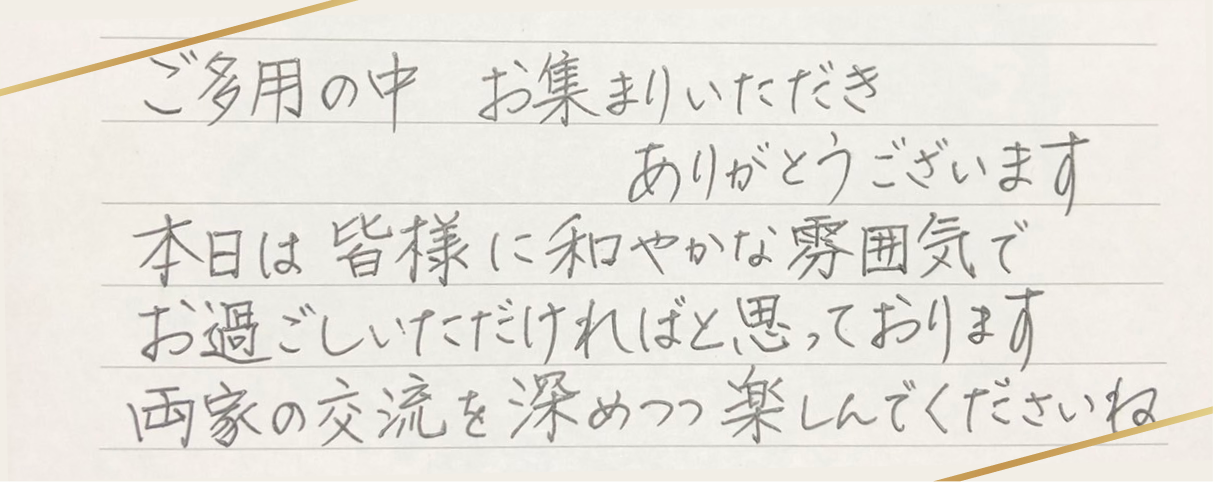 ご多用の中　お集まりいただき
ありがとうございます
本日は 皆様に和やかな雰囲気で
お過ごしいただければと思っております
両家の交流を深めつつ楽しんでくださいね